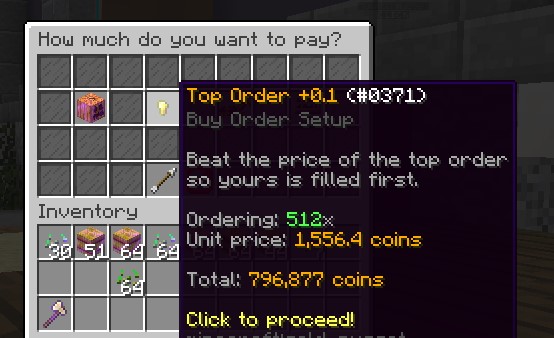 How much do you want to pay?
Top Order +0.1 (#0371)
Buy Order Setup
Beat the price of the top order
so yours is filled first.
Ordering: 512x
Unit price: 1,556.4 coins
Total: 796,877 coins
Click to proceed!
Inventory
30 51 64 64
64